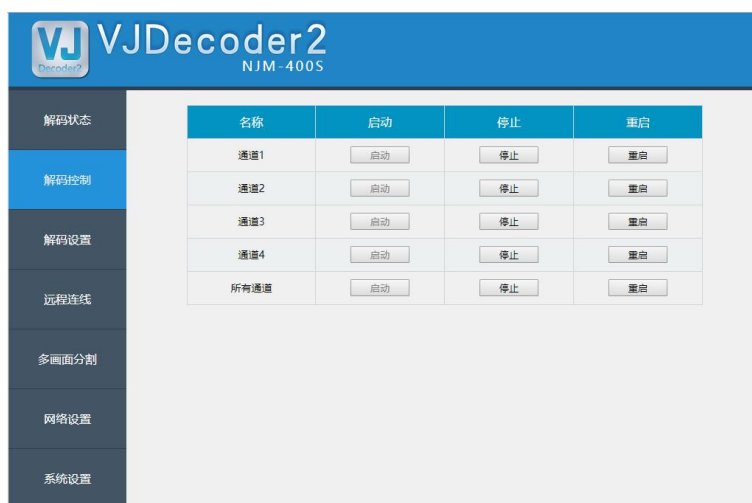 VJ
Decoder2
VJDecoder2
NJM-400S
解码状态
解码控制
解码设置
远程连线
多画面分割
网络设置
系统设置
名称 启动 停止 重启
通道1 启动 停止 重启
通道2 启动 停止 重启
通道3 启动 停止 重启
通道4 启动 停止 重启
所有通道 启动 停止 重启